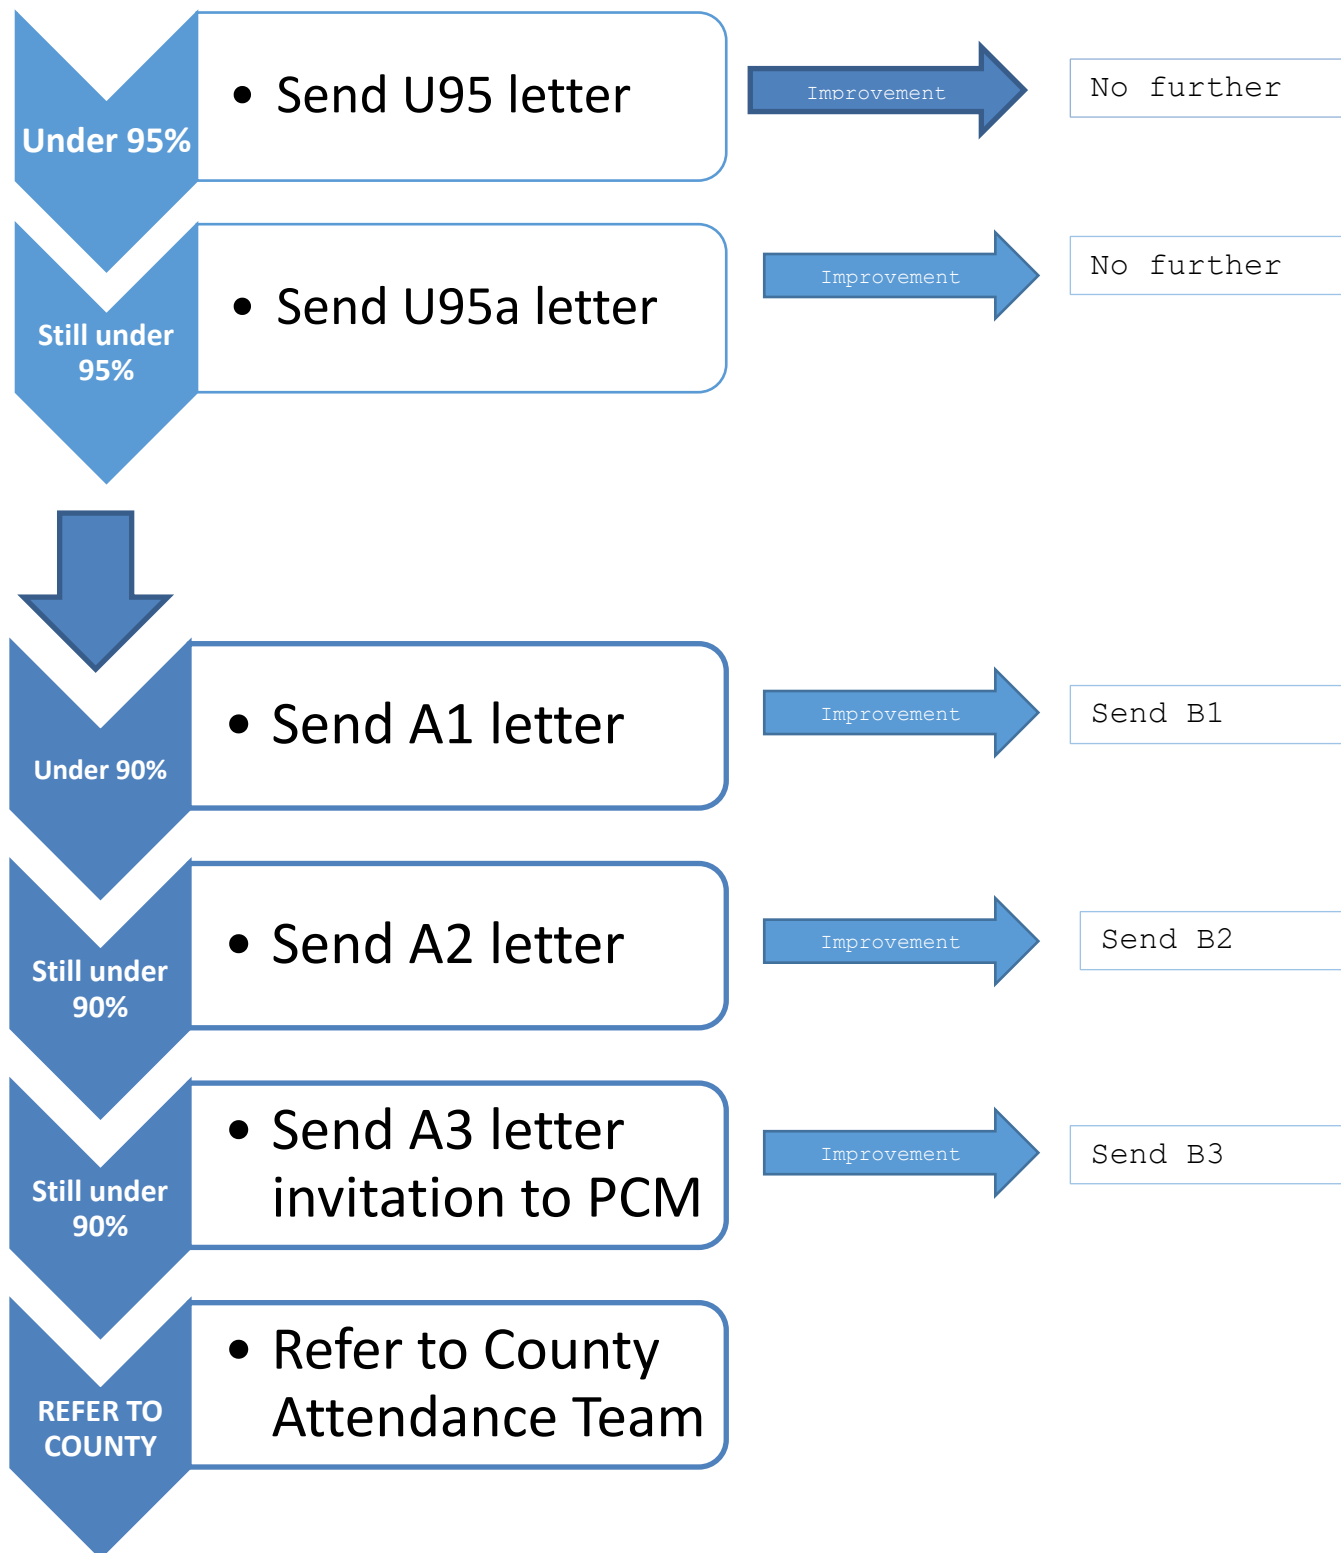 Under 95%
• Send U95 letter
Improvement
No further
Still under
95%
• Send U95a letter
Improvement
No further
Under 90%
• Send A1 letter
Improvement
Send B1
Still under
90%
• Send A2 letter
Improvement
Send B2
Still under
90%
• Send A3 letter
invitation to PCM
Improvement
Send B3
REFER TO
COUNTY
• Refer to County
Attendance Team